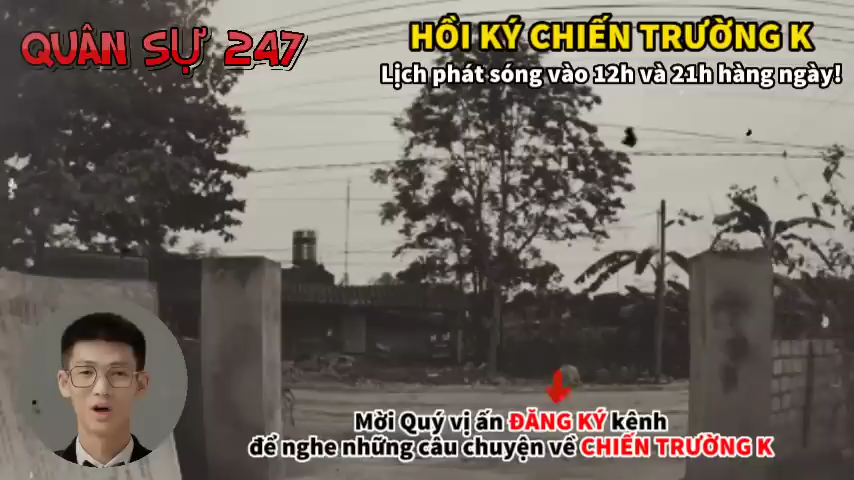 QUÂN SỰ 247
HỒI KÝ CHIẾN TRƯỜNG K
Lịch phát sóng vào 12h và 21h hàng ngày!
Mời Quý vị ấn ĐĂNG KÝ kênh
để nghe những câu chuyện về CHIẾN TRƯỜNG K